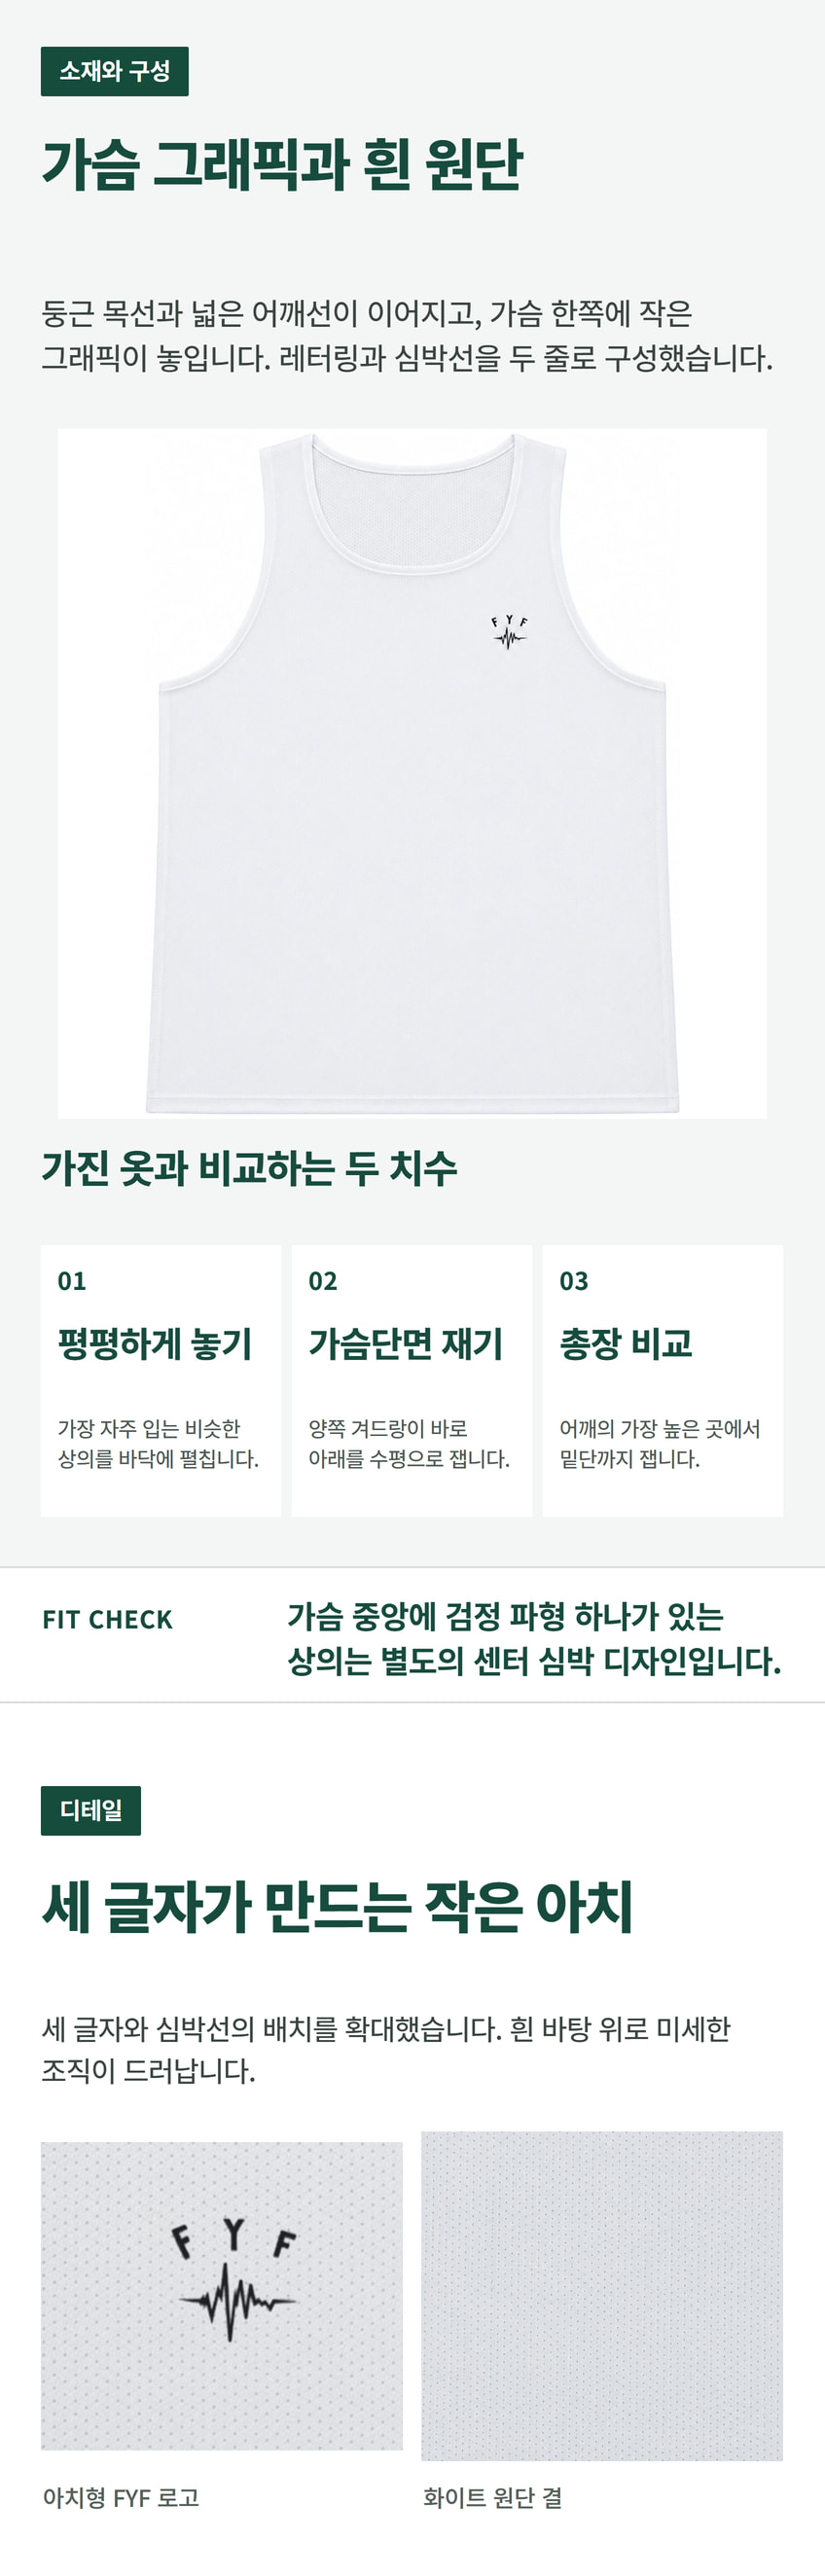 소재와 구성
가슴 그래픽과 흰 원단
둥근 목선과 넓은 어깨선이 이어지고, 가슴 한쪽에 작은
그래픽이 놓입니다. 레터링과 심박선을 두 줄로 구성했습니다.
F Y F
가진 옷과 비교하는 두 치수
01
평평하게 놓기
가장 자주 입는 비슷한
상의를 바닥에 펼칩니다.
02
가슴단면 재기
양쪽 겨드랑이 바로
아래를 수평으로 잽니다.
03
총장 비교
어깨의 가장 높은 곳에서
밑단까지 잽니다.
FIT CHECK
가슴 중앙에 검정 파형 하나가 있는
상의는 별도의 센터 심박 디자인입니다.
디테일
세 글자가 만드는 작은 아치
세 글자와 심박선의 배치를 확대했습니다. 흰 바탕 위로 미세한
조직이 드러납니다.
F Y F
아치형 FYF 로고
화이트 원단 결